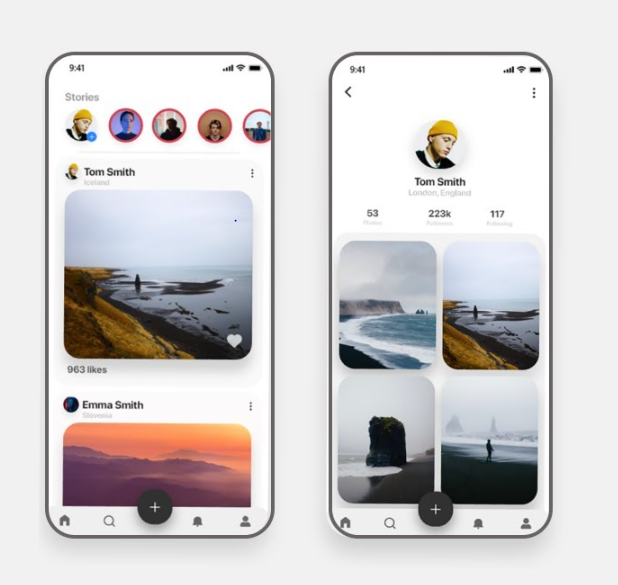 9:41
Stories
Tom Smith
Iceland
963 likes
Emma Smith
Slovenia
9:41
Tom Smith
London, England
53
223k
117
Photos
Followers
Following